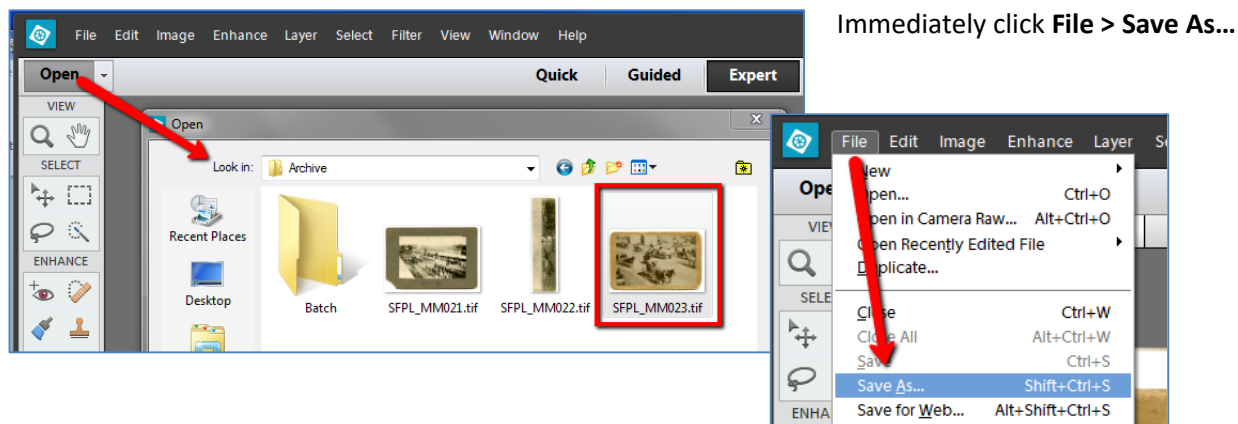 Immediately click File > Save As…
File Edit Image Enhance Layer Select Filter View Window Help
Open Quick Guided Expert
VIEW
Open
Look in: Archive
SELECT
Recent Places
ENHANCE
Desktop
Batch SFPL_MM021.tif SFPL_MM022.tif SFPL_MM023.tif
File Edit Image Enhance Layer
New
Open... Ctrl+O
Open in Camera Raw... Alt+Ctrl+O
Open Recently Edited File
Duplicate...
SELE
Close Ctrl+W
Close All Alt+Ctrl+W
Save Ctrl+S
Save As... Shift+Ctrl+S
ENHA
Save for Web... Alt+Shift+Ctrl+S